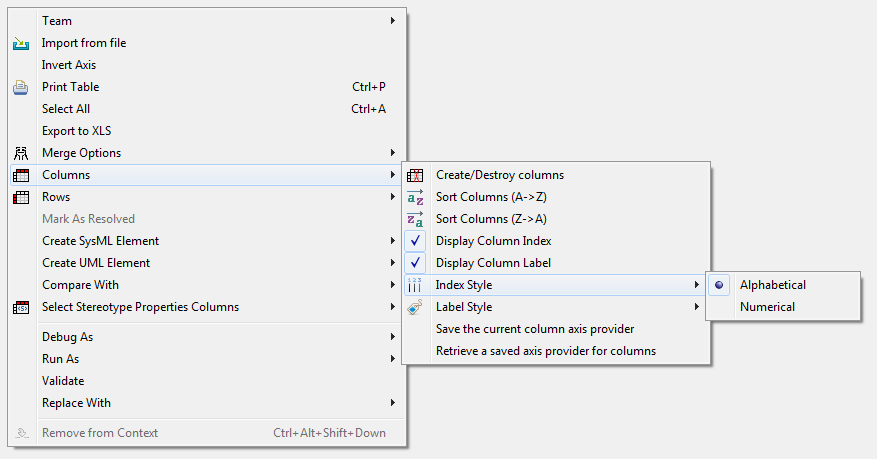 Team
Import from file
Invert Axis
Print Table Ctrl+P
Select All Ctrl+A
Export to XLS
Merge Options
Columns
Rows
Mark As Resolved
Create SysML Element
Create UML Element
Compare With
Select Stereotype Properties Columns
Debug As
Run As
Validate
Replace With
Remove from Context Ctrl+Alt+Shift+Down
Create/Destroy columns
Sort Columns (A->Z)
Sort Columns (Z->A)
Display Column Index
Display Column Label
Index Style
Label Style
Save the current column axis provider
Retrieve a saved axis provider for columns
Alphabetical
Numerical